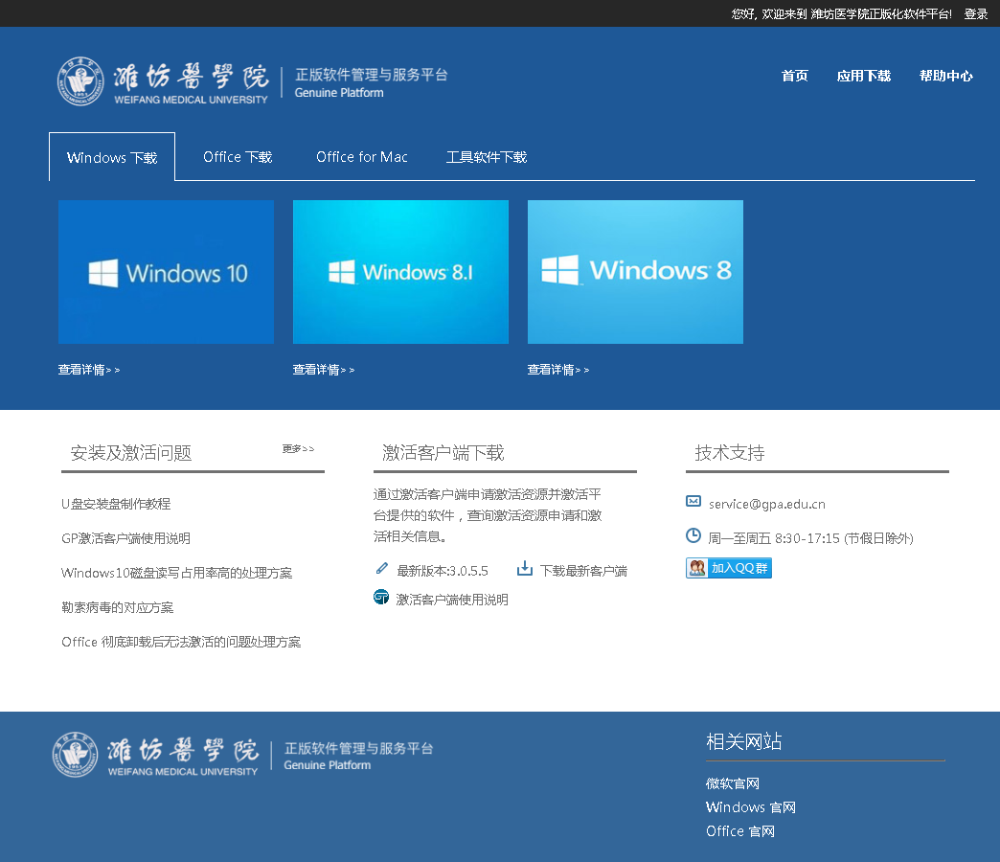 您好, 欢迎来到 潍坊医学院正版化软件平台! 登录
潍坊醫學院 正版软件管理与服务平台
WEIFANG MEDICAL UNIVERSITY Genuine Platform
首页 应用下载 帮助中心
Windows 下载 Office 下载 Office for Mac 工具软件下载
Windows 10 Windows 8.1 Windows 8
查看详情>> 查看详情>> 查看详情>>
安装及激活问题 更多>>
U盘安装盘制作教程
GP激活客户端使用说明
Windows10磁盘读写占用率高的处理方案
勒索病毒的对应方案
Office 彻底卸载后无法激活的问题处理方案
激活客户端下载
通过激活客户端申请激活资源并激活平
台提供的软件，查询激活资源申请和激
活相关信息。
最新版本:3.0.5.5 下载最新客户端
激活客户端使用说明
技术支持
service@gpa.edu.cn
周一至周五 8:30-17:15 (节假日除外)
加入QQ群
潍坊醫學院 正版软件管理与服务平台
WEIFANG MEDICAL UNIVERSITY Genuine Platform
相关网站
微软官网
Windows 官网
Office 官网